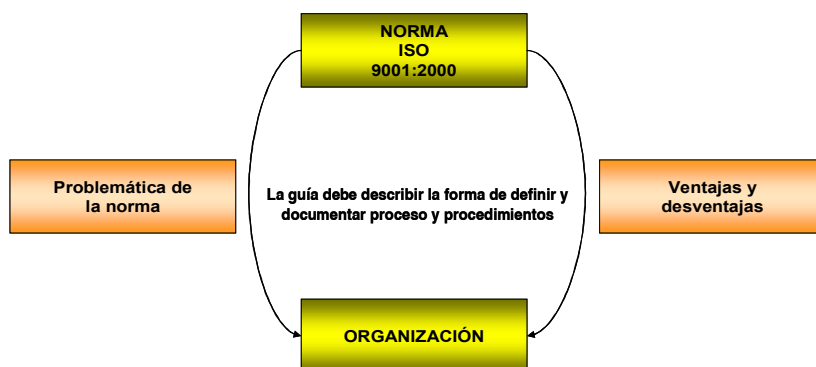 NORMA
ISO
9001:2000
Problemática de
la norma
La guía debe describir la forma de definir y
documentar proceso y procedimientos
Ventajas y
desventajas
ORGANIZACIÓN